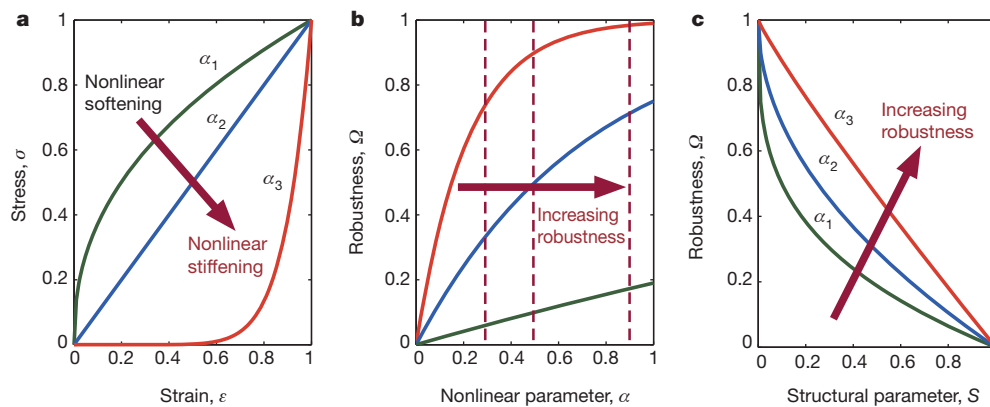 a
Stress, σ
1
0.8
0.6
0.4
0.2
0
0
0.2
0.4
0.6
0.8
1
Strain, ε
Nonlinear
softening
α1
α2
α3
Nonlinear
stiffening
b
Robustness, Ω
1
0.8
0.6
0.4
0.2
0
0
0.2
0.4
0.6
0.8
1
Nonlinear parameter, α
Increasing
robustness
c
Robustness, Ω
1
0.8
0.6
0.4
0.2
0
0
0.2
0.4
0.6
0.8
Structural parameter, S
α3
α2
α1
Increasing
robustness